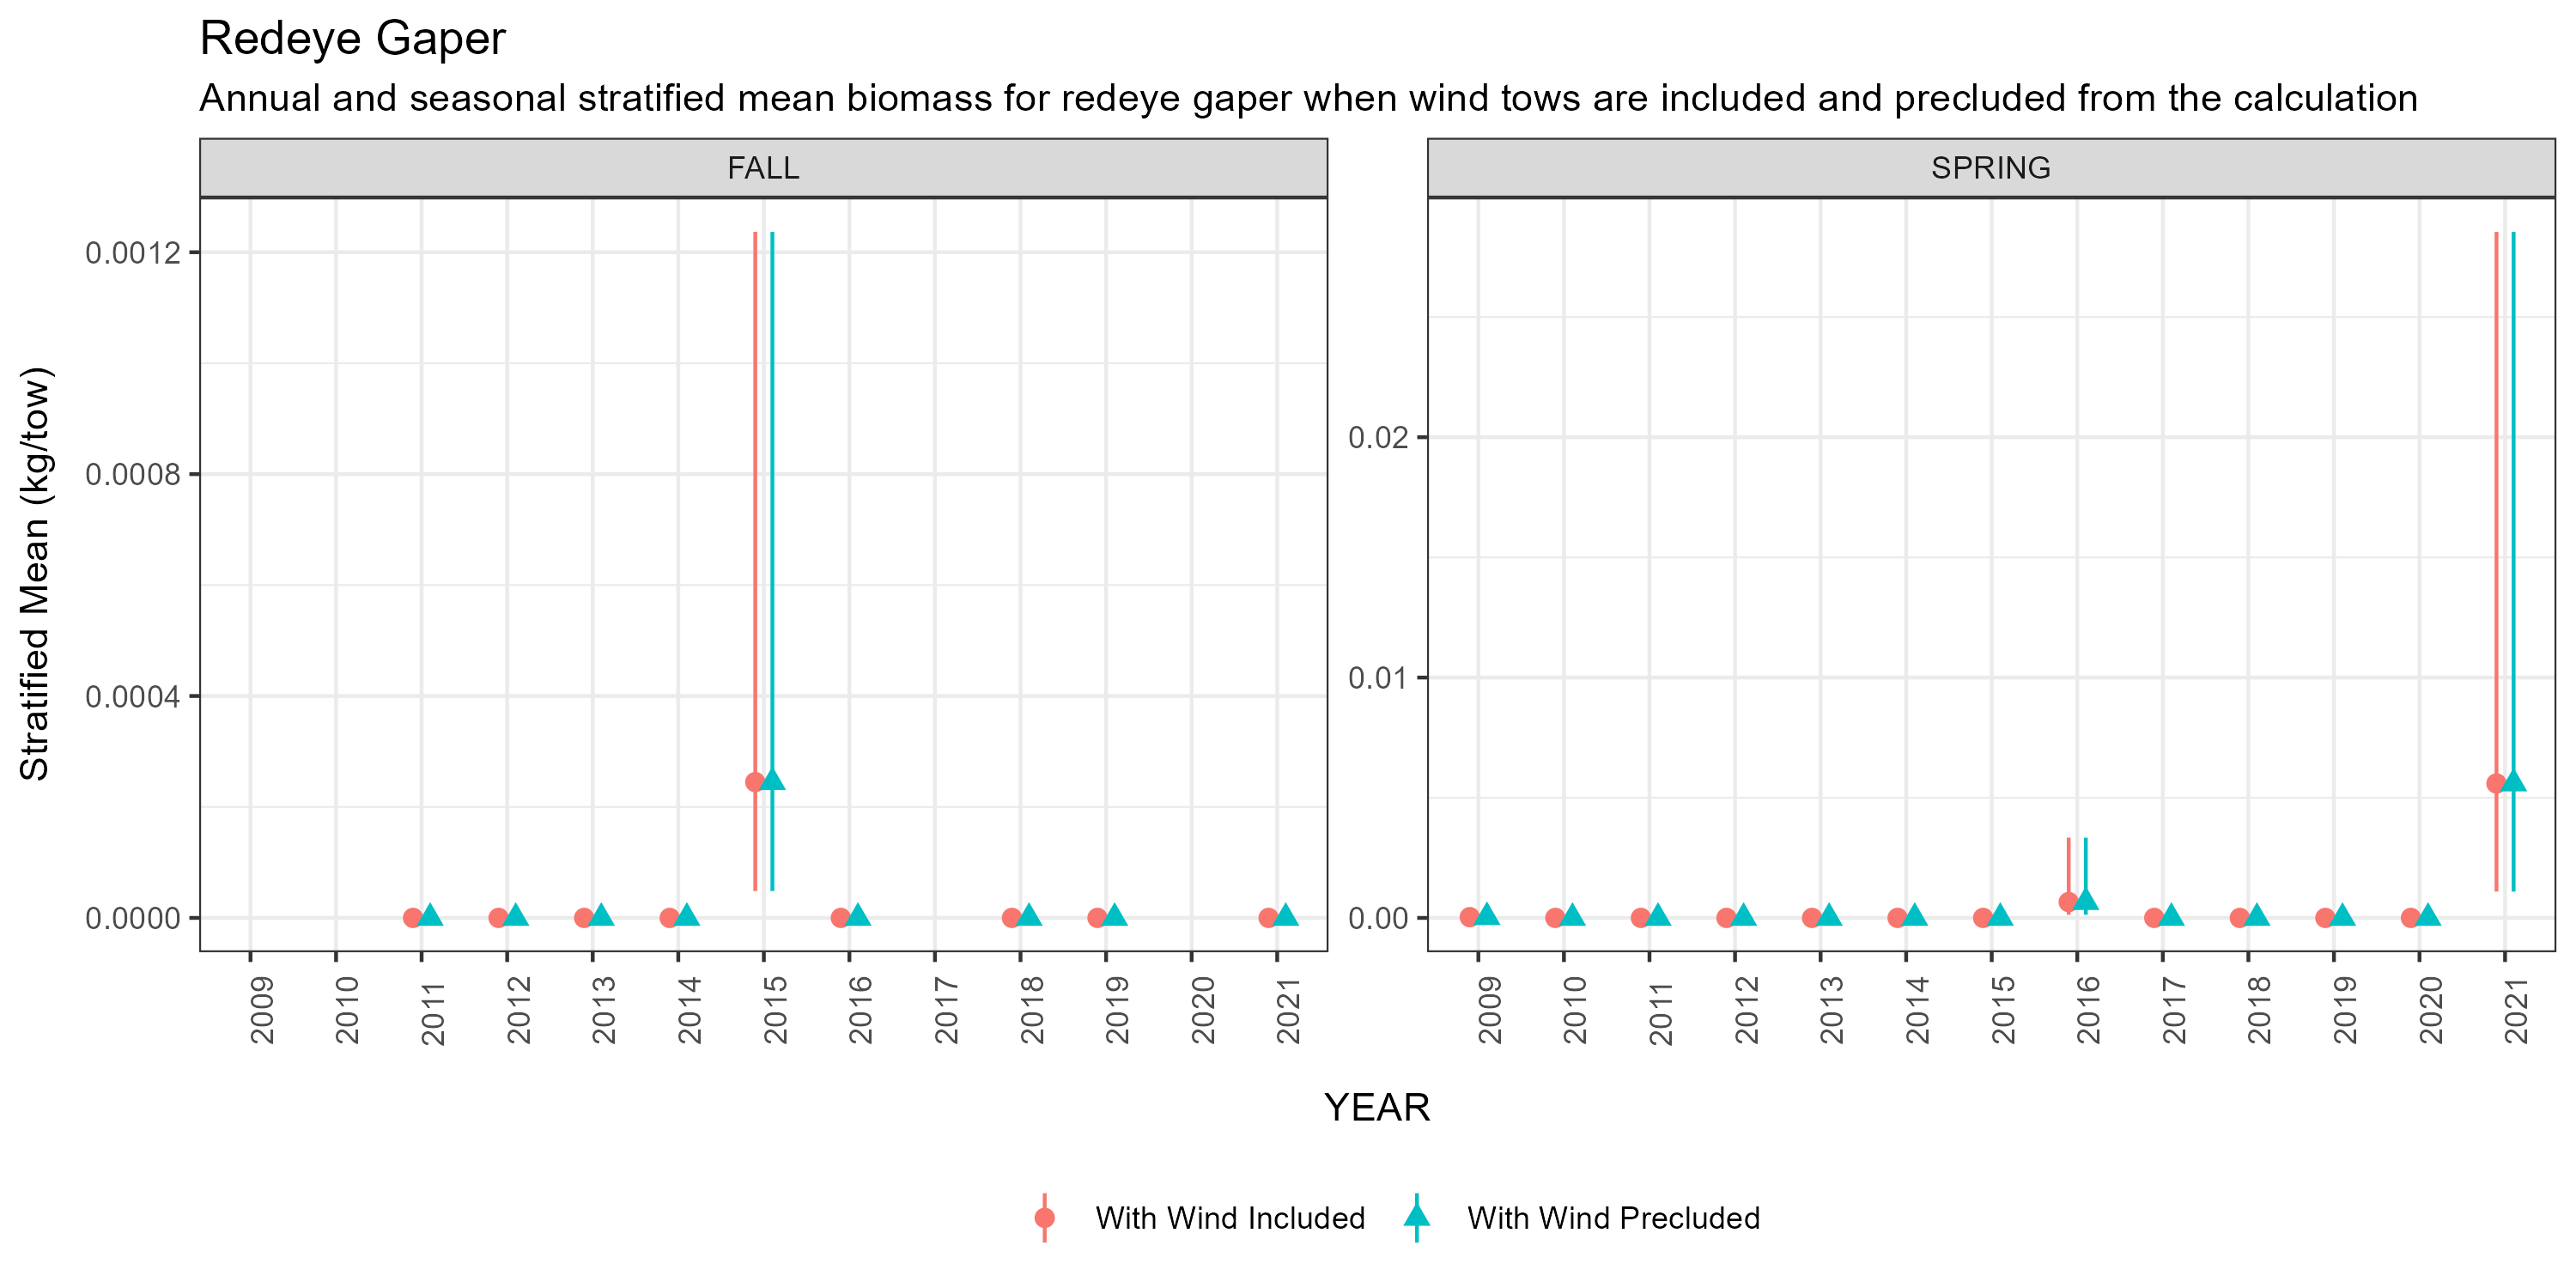 Redeye Gaper
Annual and seasonal stratified mean biomass for redeye gaper when wind tows are included and precluded from the calculation
FALL
SPRING
Stratified Mean (kg/tow)
0.0012
0.0008
0.0004
0.0000
0.02
0.01
0.00
2009 2010 2011 2012 2013 2014 2015 2016 2017 2018 2019 2020 2021
2009 2010 2011 2012 2013 2014 2015 2016 2017 2018 2019 2020 2021
YEAR
With Wind Included
With Wind Precluded